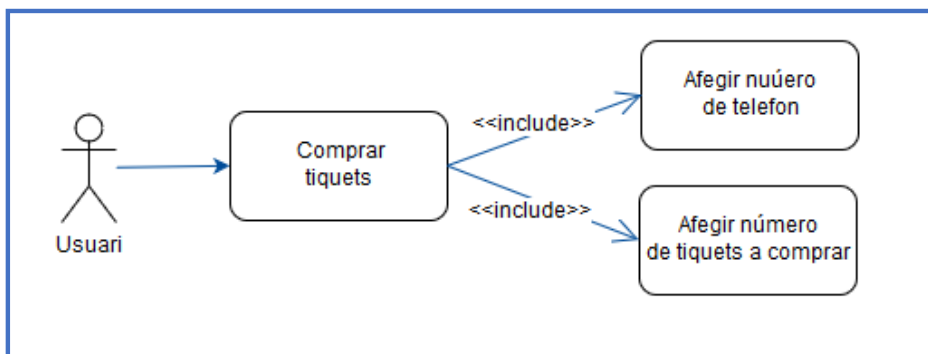 Afegir nuúero
de telefon
<<include>>
Comprar
tiquets
Usuari
<<include>>
Afegir número
de tiquets a comprar